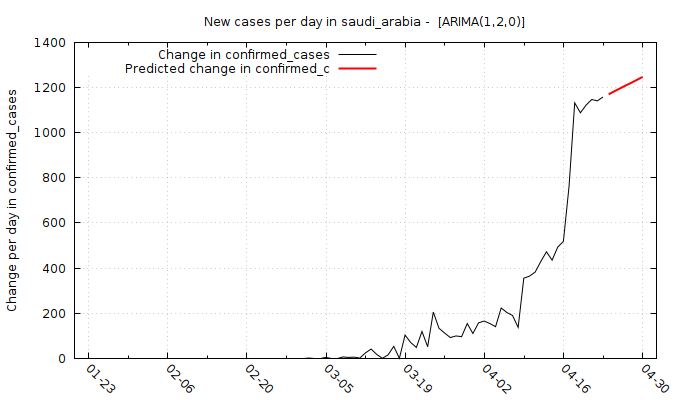 New cases per day in saudi_arabia - [ARIMA(1,2,0)]
Change in confirmed_cases
Predicted change in confirmed_c
Change per day in confirmed_cases
1400
1200
1000
800
600
400
200
0
01-23 02-06 02-20 03-05 03-19 04-02 04-16 04-30